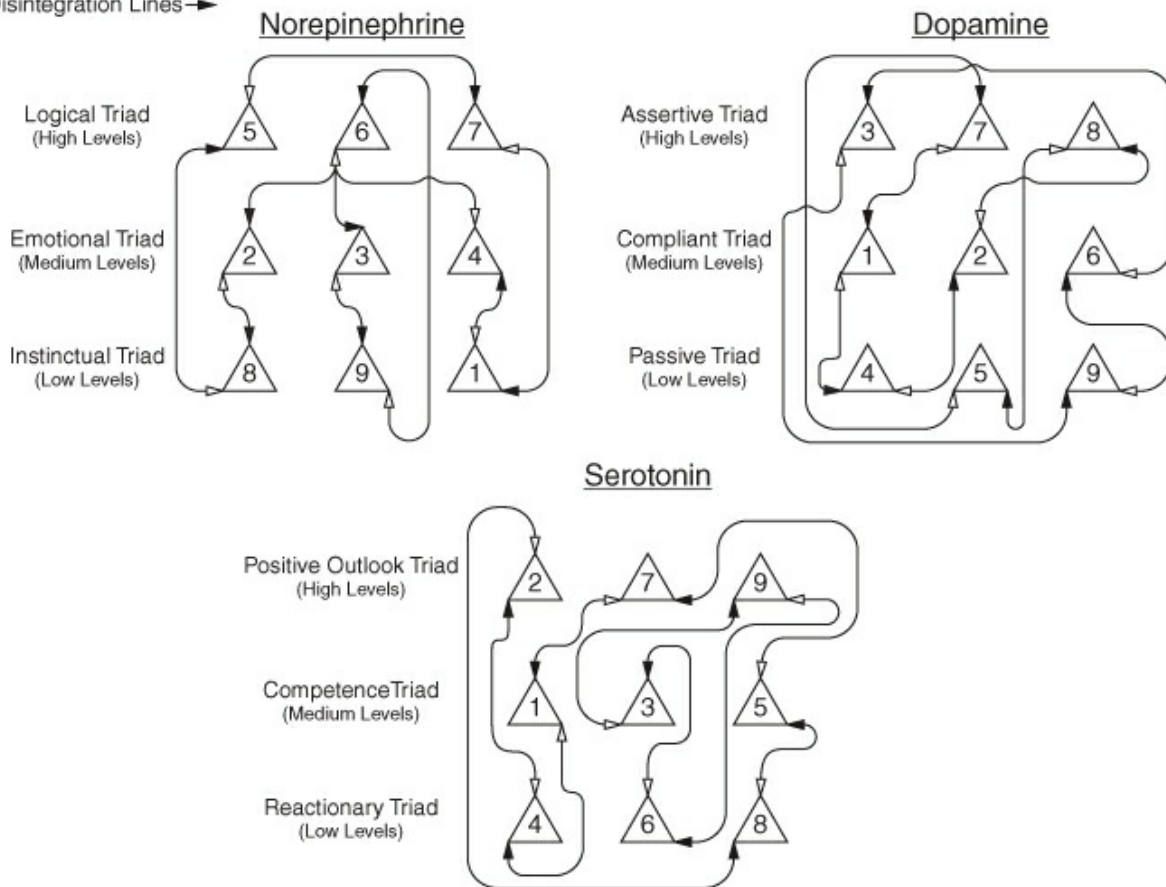 Disintegration Lines
Norepinephrine
Logical Triad
(High Levels)
5 6 7
Emotional Triad
(Medium Levels)
2 3 4
Instinctual Triad
(Low Levels)
8 9 1
Dopamine
Assertive Triad
(High Levels)
3 7 8
Compliant Triad
(Medium Levels)
1 2 6
Passive Triad
(Low Levels)
4 5 9
Serotonin
Positive Outlook Triad
(High Levels)
2 7 9
CompetenceTriad
(Medium Levels)
1 3 5
Reactionary Triad
(Low Levels)
4 6 8